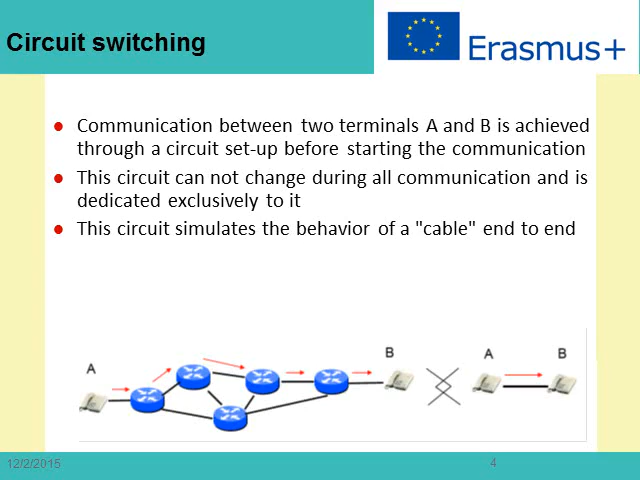 Circuit switching
Erasmus+
Communication between two terminals A and B is achieved
through a circuit set-up before starting the communication
This circuit can not change during all communication and is
dedicated exclusively to it
This circuit simulates the behavior of a "cable" end to end
A
B
A
B
12/2/2015
4